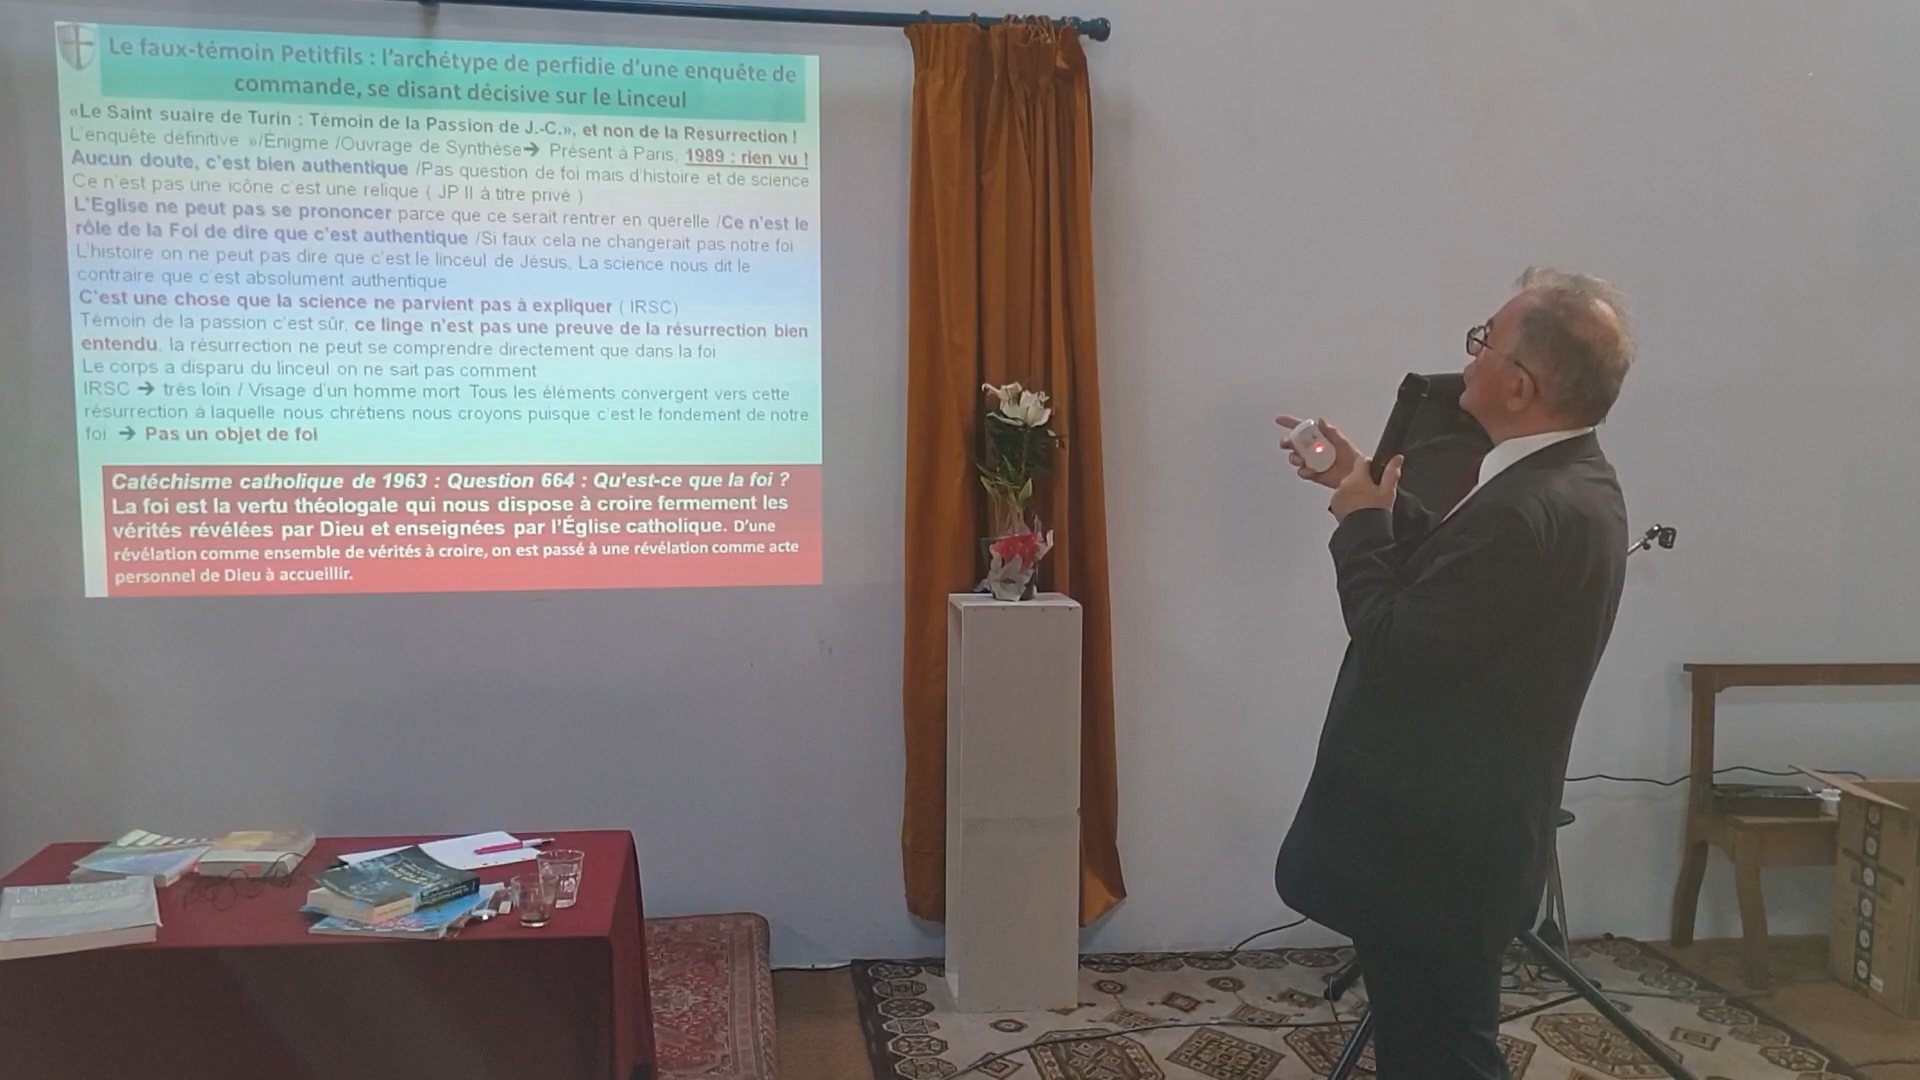 Le faux-témoin Petitfils : l'archétype de perfidie d'une enquête de
commande, se disant décisive sur le Linceul
«Le Saint suaire de Turin : Témoin de la Passion de J.-C.», et non de la Résurrection !
L'enquête définitive »/Énigme /Ouvrage de Synthèse➔ Présent à Paris, 1989 : rien vu !
Aucun doute, c'est bien authentique /Pas question de foi mais d'histoire et de science
Ce n'est pas une icône c'est une relique ( JP II à titre privé )
L'Eglise ne peut pas se prononcer parce que ce serait rentrer en querelle /Ce n'est le
rôle de la Foi de dire que c'est authentique /Si faux cela ne changerait pas notre foi
L'histoire on ne peut pas dire que c'est le linceul de Jésus, La science nous dit le
contraire que c'est absolument authentique
C'est une chose que la science ne parvient pas à expliquer ( IRSC)
Témoin de la passion c'est sûr, ce linge n'est pas une preuve de la résurrection bien
entendu, la résurrection ne peut se comprendre directement que dans la foi
Le corps a disparu du linceul on ne sait pas comment
IRSC ➔ très loin / Visage d'un homme mort Tous les éléments convergent vers cette
résurrection à laquelle nous chrétiens nous croyons puisque c'est le fondement de notre
foi ➔ Pas un objet de foi
Catéchisme catholique de 1963 : Question 664 : Qu'est-ce que la foi ?
La foi est la vertu théologale qui nous dispose à croire fermement les
vérités révélées par Dieu et enseignées par l'Église catholique. D'une
révélation comme ensemble de vérités à croire, on est passé à une révélation comme acte
personnel de Dieu à accueillir.